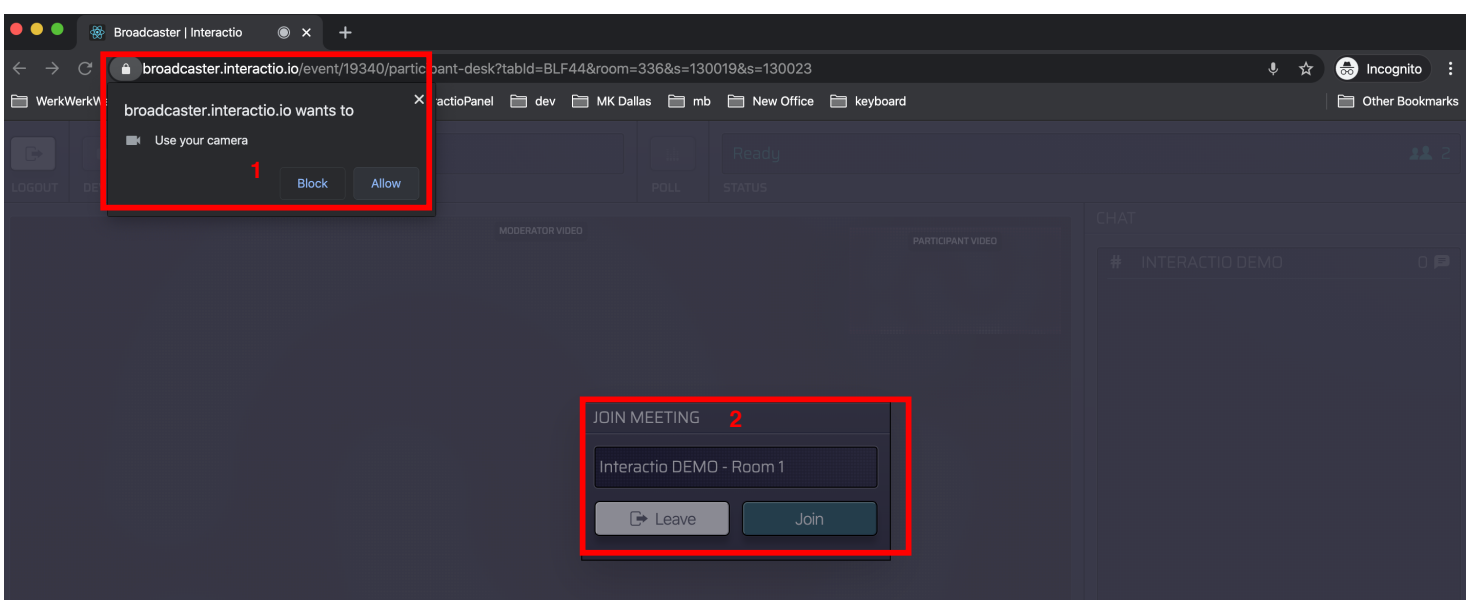 Broadcaster | Interactio
broadcaster.interactio.io/event/19340/participant-desk?tabId=BLF44&room=336&s=130019&s=130023
Incognito
WerkWerkW
ractioPanel
dev
MK Dallas
mb
New Office
keyboard
Other Bookmarks
broadcaster.interactio.io wants to
Use your camera
1
Block
Allow
Ready
2
LOGOUT
DE
POLL
STATUS
MODERATOR VIDEO
PARTICIPANT VIDEO
CHAT
# INTERACTIO DEMO 0
JOIN MEETING 2
Interactio DEMO - Room 1
Leave
Join